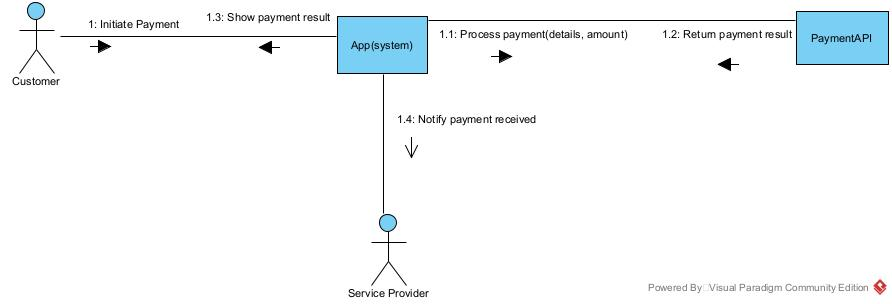 1: Initiate Payment
1.3: Show payment result
App(system)
1.1: Process payment(details, amount)
1.2: Return payment result
PaymentAPI
Customer
1.4: Notify payment received
Service Provider
Powered By Visual Paradigm Community Edition